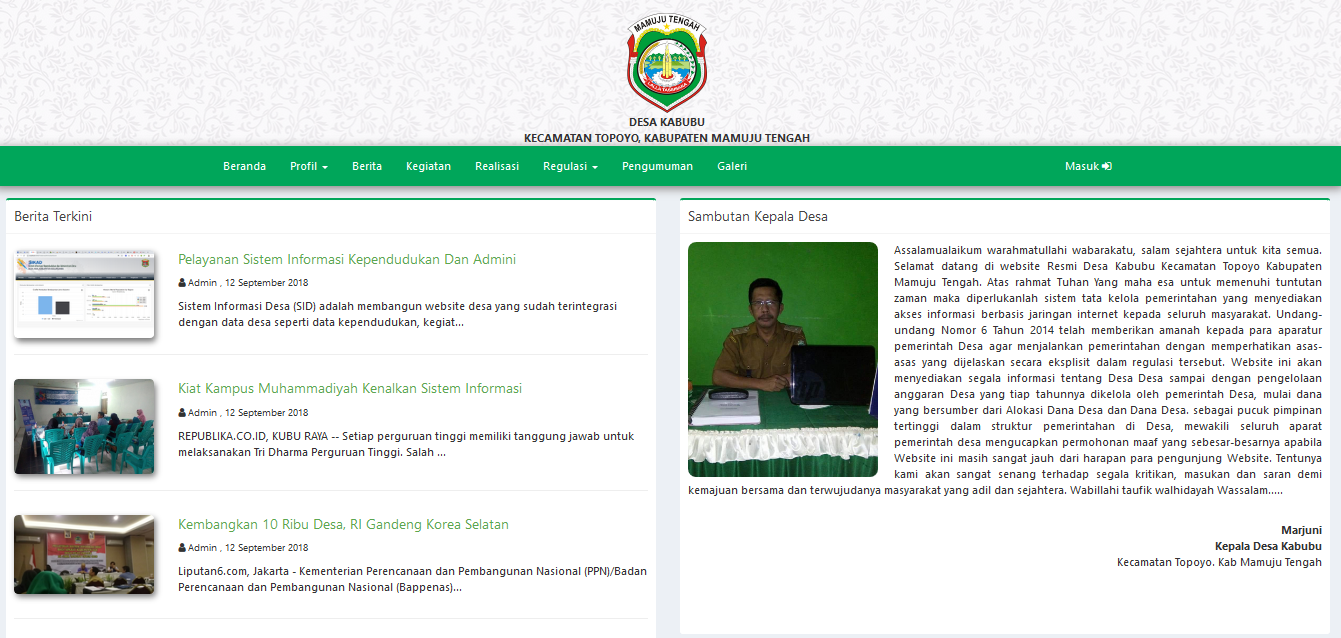 MAMUJU TENGAH
DESA KABUBU
KECAMATAN TOPOYO, KABUPATEN MAMUJU TENGAH
Beranda Profil Berita Kegiatan Realisasi Regulasi Pengumuman Galeri Masuk
Berita Terkini
Pelayanan Sistem Informasi Kependudukan Dan Admini
Admin , 12 September 2018
Sistem Informasi Desa (SID) adalah membangun website desa yang sudah terintegrasi
dengan data desa seperti data kependudukan, kegiat...
Kiat Kampus Muhammadiyah Kenalkan Sistem Informasi
Admin , 12 September 2018
REPUBLIKA.CO.ID, KUBU RAYA -- Setiap perguruan tinggi memiliki tanggung jawab untuk
melaksanakan Tri Dharma Perguruan Tinggi. Salah ...
Kembangkan 10 Ribu Desa, RI Gandeng Korea Selatan
Admin , 12 September 2018
Liputan6.com, Jakarta - Kementerian Perencanaan dan Pembangunan Nasional (PPN)/Badan
Perencanaan dan Pembangunan Nasional (Bappenas)...
Sambutan Kepala Desa
Assalamualaikum warahmatullahi wabarakatu, salam sejahtera untuk kita semua.
Selamat datang di website Resmi Desa Kabubu Kecamatan Topoyo Kabupaten
Mamuju Tengah. Atas rahmat Tuhan Yang maha esa untuk memenuhi tuntutan
zaman maka diperlukanlah sistem tata kelola pemerintahan yang menyediakan
akses informasi berbasis jaringan internet kepada seluruh masyarakat. Undang-
undang Nomor 6 Tahun 2014 telah memberikan amanah kepada para aparatur
pemerintah Desa agar menjalankan pemerintahan dengan memperhatikan asas-
asas yang dijelaskan secara eksplisit dalam regulasi tersebut. Website ini akan
menyediakan segala informasi tentang Desa Desa sampai dengan pengelolaan
anggaran Desa yang tiap tahunnya dikelola oleh pemerintah Desa, mulai dana
yang bersumber dari Alokasi Dana Desa dan Dana Desa. sebagai pucuk pimpinan
tertinggi dalam struktur pemerintahan di Desa, mewakili seluruh aparat
pemerintah desa mengucapkan permohonan maaf yang sebesar-besarnya apabila
Website ini masih sangat jauh dari harapan para pengunjung Website. Tentunya
kami akan sangat senang terhadap segala kritikan, masukan dan saran demi
kemajuan bersama dan terwujudanya masyarakat yang adil dan sejahtera. Wabillahi taufik walhidayah Wassalam.....
Marjuni
Kepala Desa Kabubu
Kecamatan Topoyo. Kab Mamuju Tengah